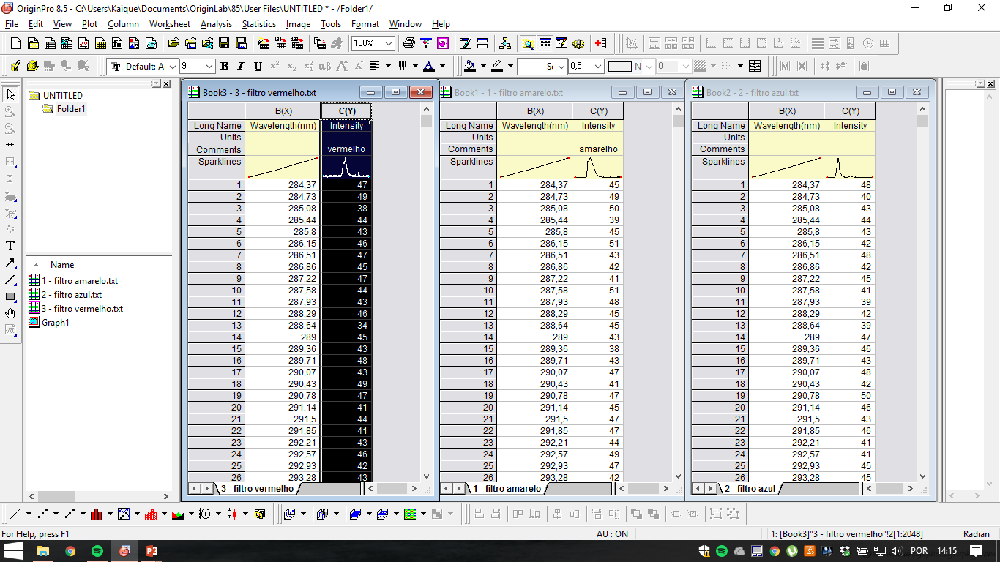 OriginPro 8.5 - C:\Users\Kaique\Documents\OriginLab\85\User Files\UNTITLED * - /Folder1/
File Edit View Plot Column Worksheet Analysis Statistics Image Tools Format Window Help
100%
Default: A 9 B I U αβ A A A 0,5 N 0
UNTITLED
Folder1
Name
1 - filtro amarelo.txt
2 - filtro azul.txt
3 - filtro vermelho.txt
Graph1
Book3 - 3 - filtro vermelho.txt
B(X) C(Y)
Long Name Wavelength(nm) Intensity
Units
Comments vermelho
Sparklines
1 284,37 47
2 284,73 49
3 285,08 38
4 285,44 44
5 285,8 43
6 286,15 46
7 286,51 47
8 286,86 45
9 287,22 47
10 287,58 44
11 287,93 43
12 288,29 46
13 288,64 34
14 289 45
15 289,36 43
16 289,71 48
17 290,07 43
18 290,43 49
19 290,78 47
20 291,14 41
21 291,5 44
22 291,85 41
23 292,21 43
24 292,57 46
25 292,93 42
26 293,28 43
3 - filtro vermelho
Book1 - 1 - filtro amarelo.txt
B(X) C(Y)
Long Name Wavelength(nm) Intensity
Units
Comments amarelho
Sparklines
1 284,37 45
2 284,73 49
3 285,08 50
4 285,44 39
5 285,8 45
6 286,15 51
7 286,51 43
8 286,86 42
9 287,22 41
10 287,58 51
11 287,93 48
12 288,29 45
13 288,64 45
14 289 43
15 289,36 38
16 289,71 43
17 290,07 47
18 290,43 41
19 290,78 47
20 291,14 45
21 291,5 47
22 291,85 47
23 292,21 44
24 292,57 49
25 292,93 47
26 293,28 42
1 - filtro amarelo
Book2 - 2 - filtro azul.txt
B(X) C(Y)
Long Name Wavelength(nm) Intensity
Units
Comments
Sparklines
1 284,37 48
2 284,73 40
3 285,08 43
4 285,44 44
5 285,8 43
6 286,15 42
7 286,51 48
8 286,86 42
9 287,22 45
10 287,58 41
11 287,93 39
12 288,29 42
13 288,64 39
14 289 47
15 289,36 46
16 289,71 43
17 290,07 48
18 290,43 42
19 290,78 50
20 291,14 46
21 291,5 43
22 291,85 46
23 292,21 41
24 292,57 41
25 292,93 45
26 293,28 45
2 - filtro azul
For Help, press F1 AU : ON 1: [Book3]"3 - filtro vermelho"!2[1:2048] Radian
POR 14:15